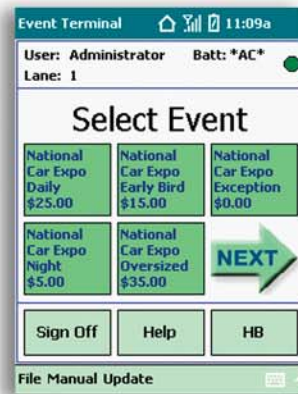 Event Terminal 11:09a
User: Administrator Batt: *AC*
Lane: 1
Select Event
National
Car Expo
Daily
$25.00
National
Car Expo
Early Bird
$15.00
National
Car Expo
Exception
$0.00
National
Car Expo
Night
$5.00
National
Car Expo
Oversized
$35.00
NEXT
Sign Off
Help
HB
File Manual Update